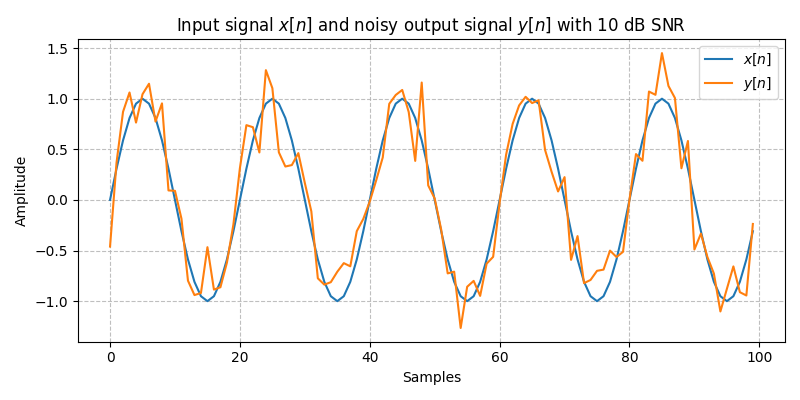 Input signal x[n] and noisy output signal y[n] with 10 dB SNR
x[n]
y[n]
1.5
1.0
0.5
0.0
−0.5
−1.0
Amplitude
0 20 40 60 80 100
Samples